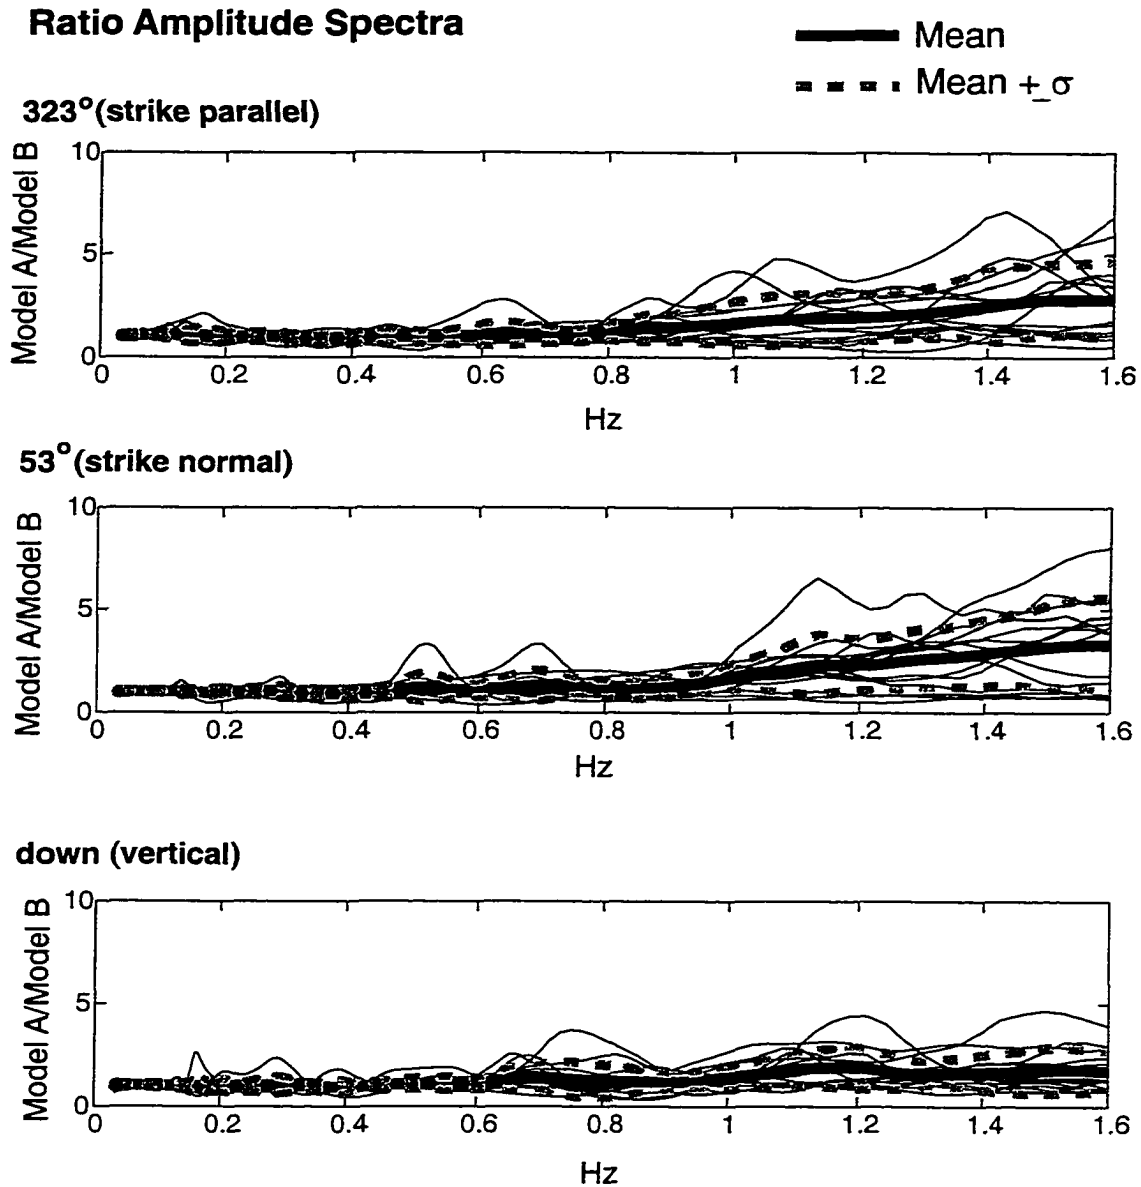 Ratio Amplitude Spectra
Mean
Mean +_ σ
323° (strike parallel)
Model A/Model B
10
5
0
0 0.2 0.4 0.6 0.8 1 1.2 1.4 1.6
Hz
53° (strike normal)
Model A/Model B
10
5
0
0 0.2 0.4 0.6 0.8 1 1.2 1.4 1.6
Hz
down (vertical)
Model A/Model B
10
5
0
0 0.2 0.4 0.6 0.8 1 1.2 1.4 1.6
Hz